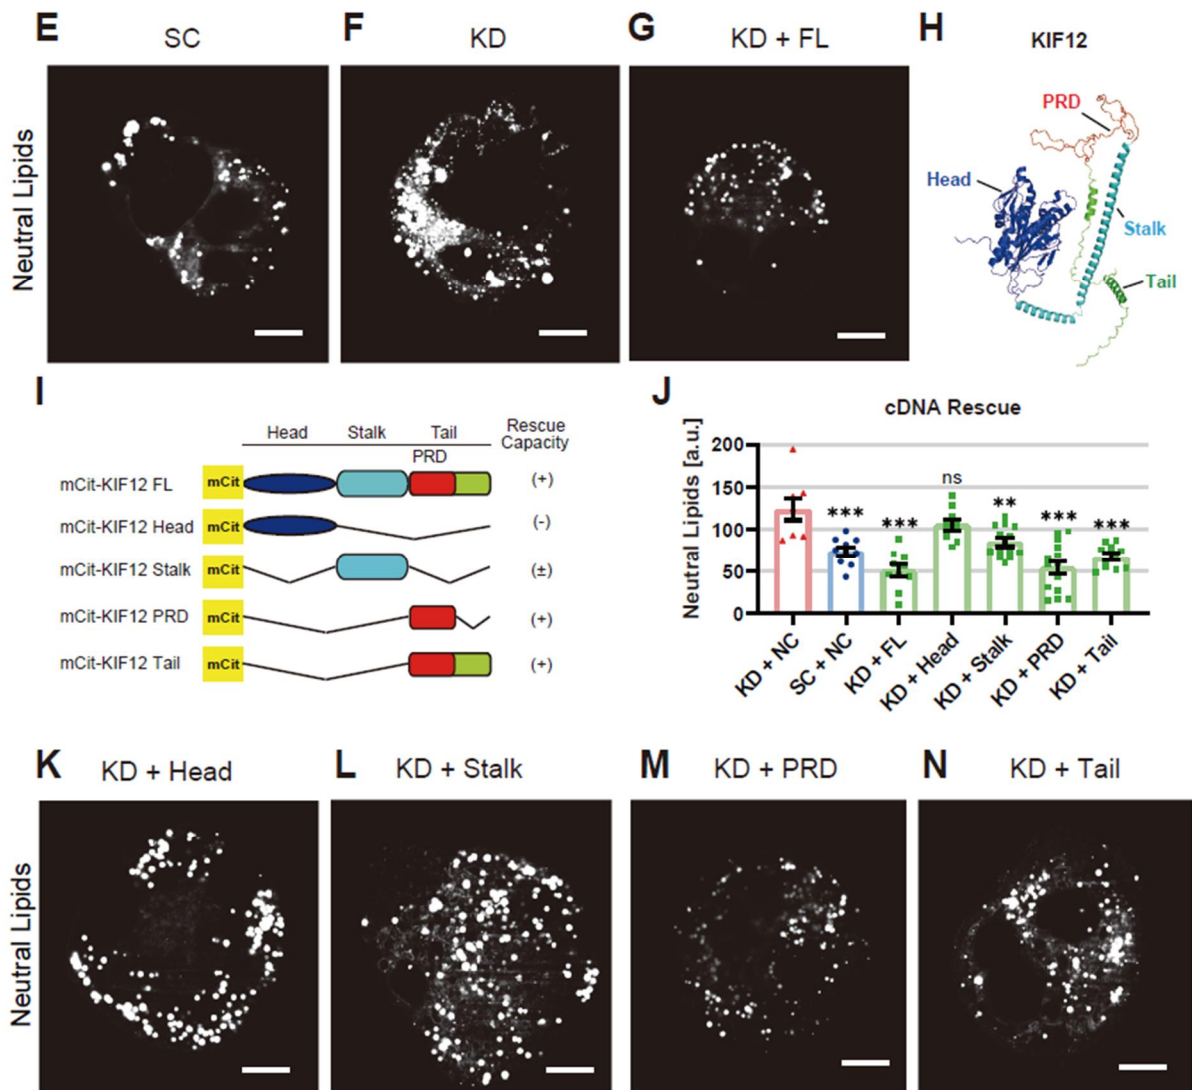 E SC
F KD
G KD + FL
H KIF12
Neutral Lipids
PRD
Head
Stalk
Tail
I
Head Stalk Tail Rescue
PRD Capacity
mCit-KIF12 FL mCit (+)
mCit-KIF12 Head mCit (-)
mCit-KIF12 Stalk mCit (±)
mCit-KIF12 PRD mCit (+)
mCit-KIF12 Tail mCit (+)
J
cDNA Rescue
Neutral Lipids [a.u.]
200
150
100
50
0
*** *** ns ** *** ***
KD + NC
SC + NC
KD + FL
KD + Head
KD + Stalk
KD + PRD
KD + Tail
K KD + Head
L KD + Stalk
M KD + PRD
N KD + Tail
Neutral Lipids